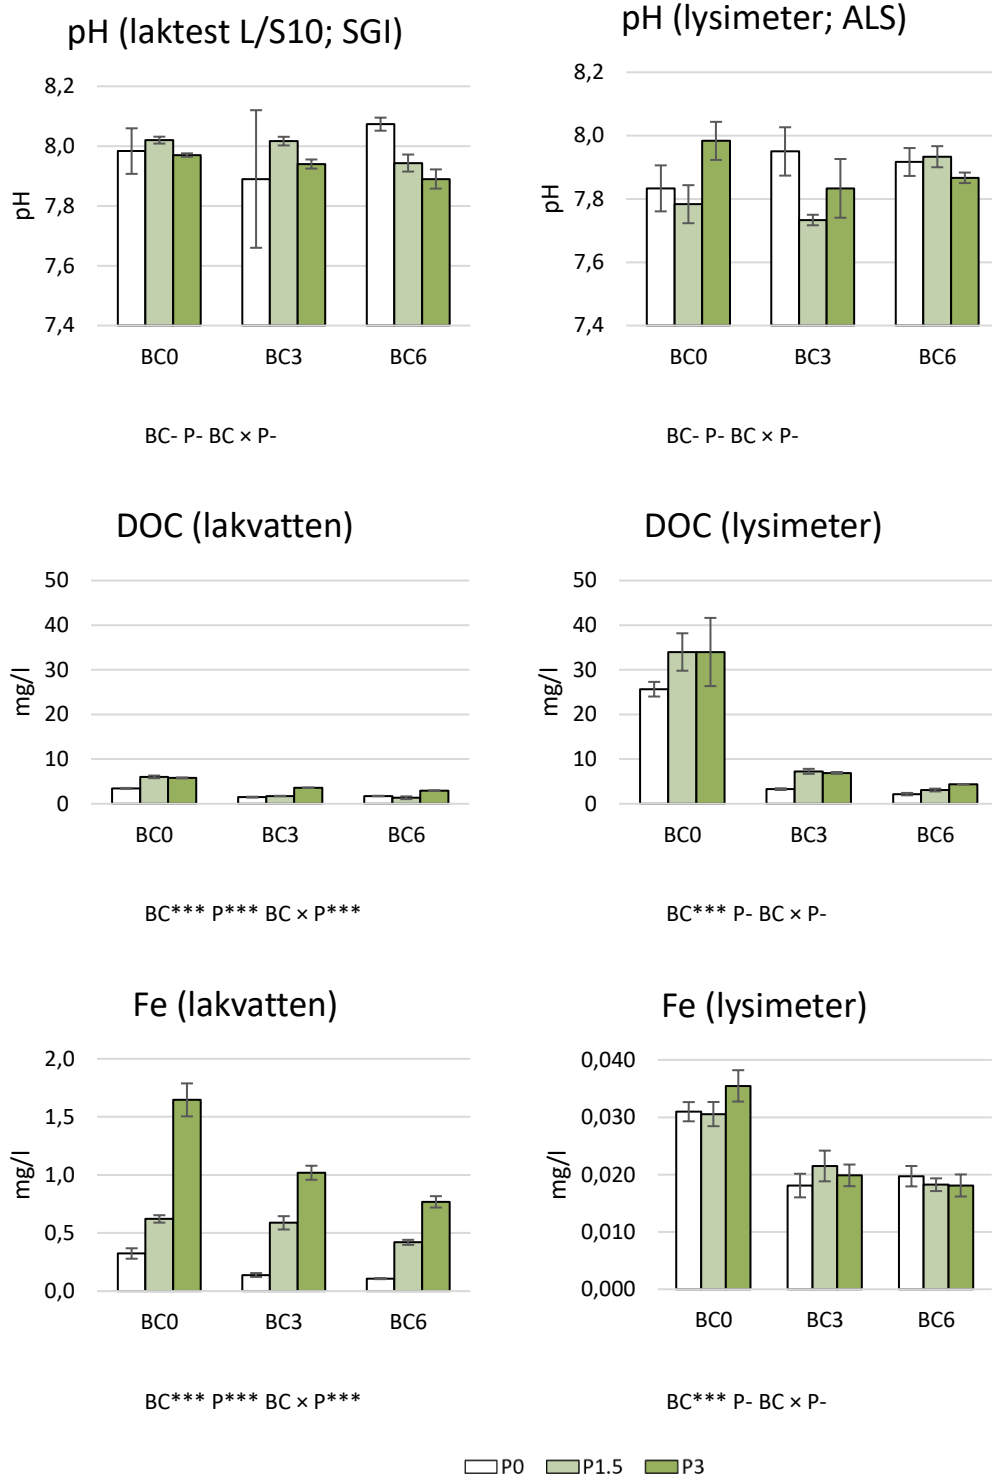 pH (laktest L/S10; SGI)
8,2
8,0
7,8
7,6
7,4
pH
BC0 BC3 BC6
BC- P- BC × P-
pH (lysimeter; ALS)
8,2
8,0
7,8
7,6
7,4
pH
BC0 BC3 BC6
BC- P- BC × P-
DOC (lakvatten)
50
40
30
20
10
0
mg/l
BC0 BC3 BC6
BC*** P*** BC × P***
DOC (lysimeter)
50
40
30
20
10
0
mg/l
BC0 BC3 BC6
BC*** P- BC × P-
Fe (lakvatten)
2,0
1,5
1,0
0,5
0,0
mg/l
BC0 BC3 BC6
BC*** P*** BC × P***
Fe (lysimeter)
0,040
0,030
0,020
0,010
0,000
mg/l
BC0 BC3 BC6
BC*** P- BC × P-
P0 P1.5 P3